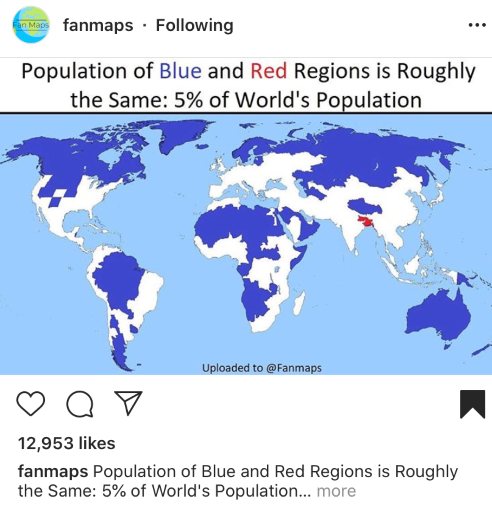 Fan Maps
fanmaps · Following
Population of Blue and Red Regions is Roughly
the Same: 5% of World's Population
Uploaded to @Fanmaps
12,953 likes
fanmaps Population of Blue and Red Regions is Roughly
the Same: 5% of World's Population... more